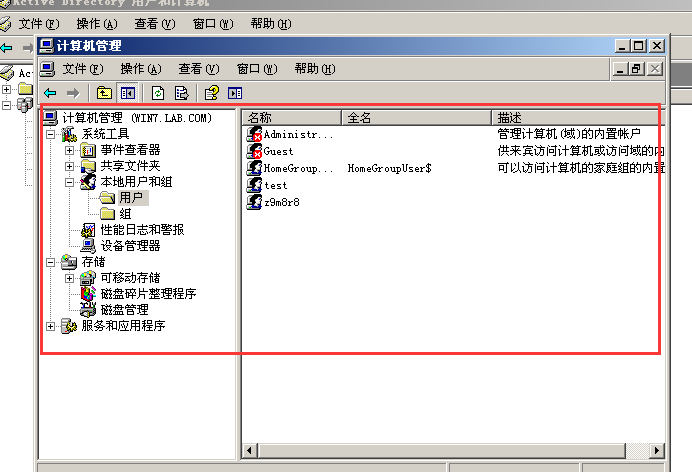 Active Directory 用户和计算机
文件(F) 操作(A) 查看(V) 窗口(W) 帮助(H)
计算机管理
文件(F) 操作(A) 查看(V) 窗口(W) 帮助(H)
Act
计算机管理 (WIN7.LAB.COM)
系统工具
事件查看器
共享文件夹
本地用户和组
用户
组
性能日志和警报
设备管理器
存储
可移动存储
磁盘碎片整理程序
磁盘管理
服务和应用程序
名称 全名 描述
Administr... 管理计算机(域)的内置帐户
Guest 供来宾访问计算机或访问域的内
HomeGroup... HomeGroupUser$ 可以访问计算机的家庭组的内置
test
z9m8r8